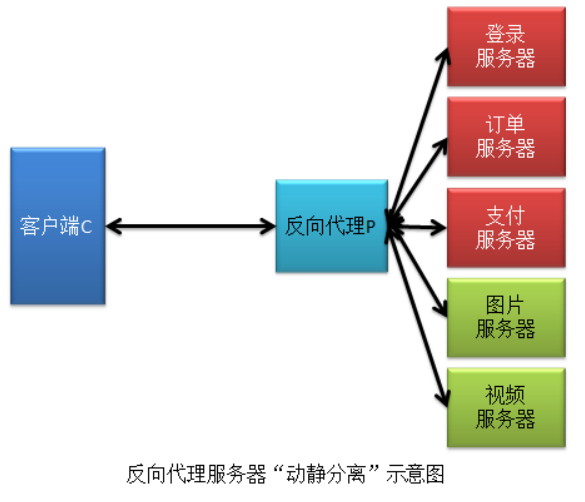 登录
服务器
订单
服务器
客户端C
反向代理P
支付
服务器
图片
服务器
视频
服务器
反向代理服务器“动静分离”示意图